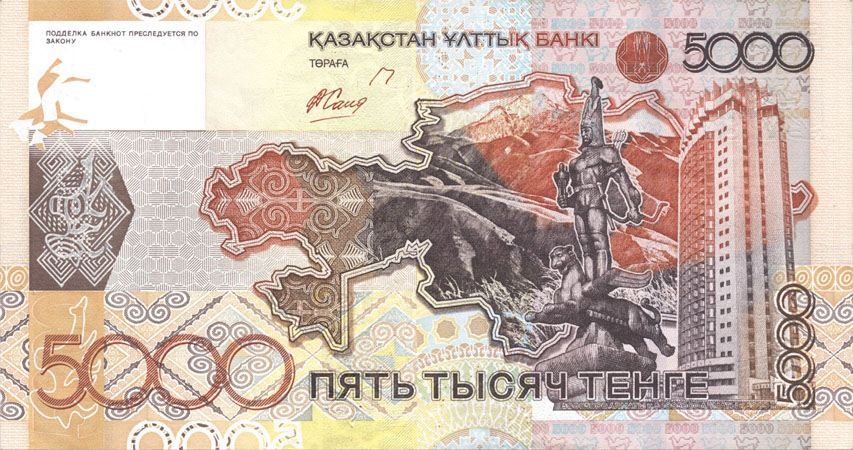 ПОДДЕЛКА БАНКНОТ ПРЕСЛЕДУЕТСЯ ПО
ЗАКОНУ
ҚАЗАҚСТАН ҰЛТТЫҚ БАНКІ
ТӨРАҒА
5000
5000
5000
ПЯТЬ ТЫСЯЧ ТЕНГЕ